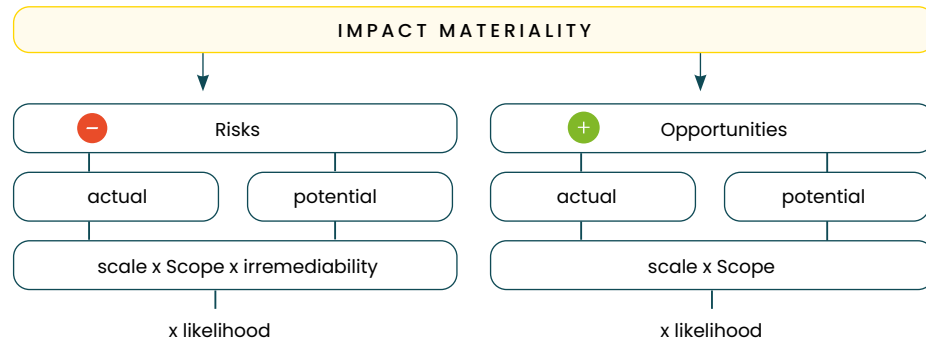 IMPACT MATERIALITY
− Risks
+ Opportunities
actual
potential
actual
potential
scale x Scope x irremediability
scale x Scope
x likelihood
x likelihood